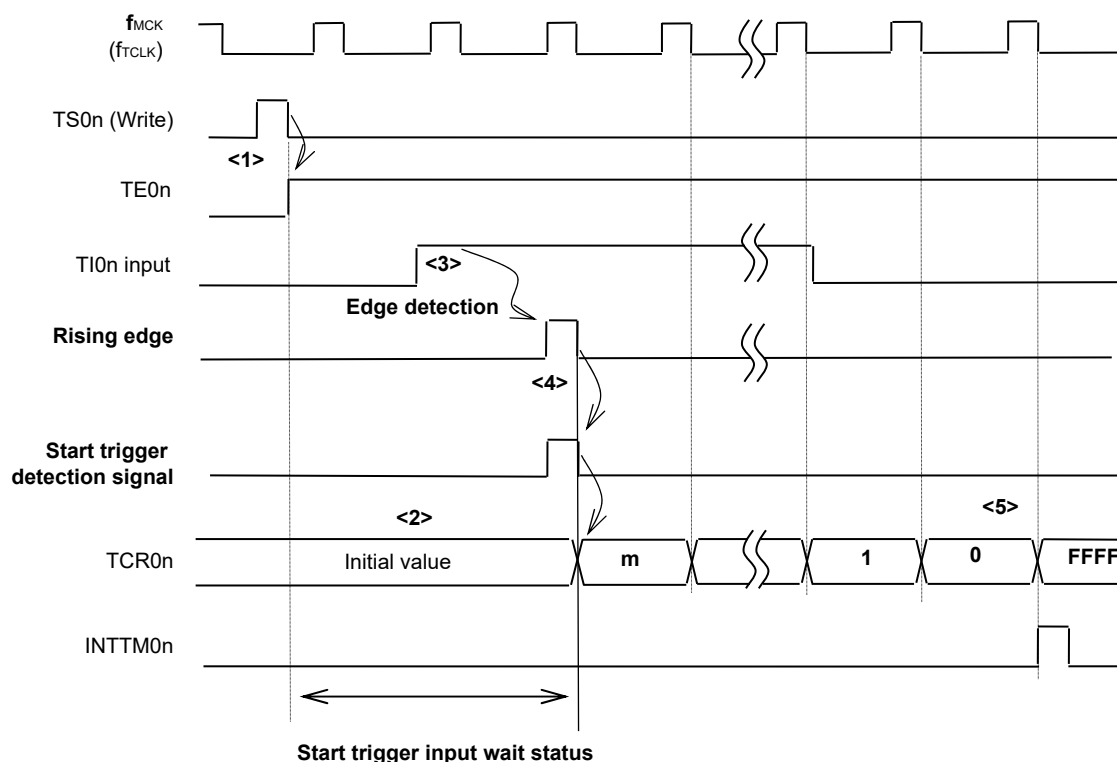 fMCK
(fTCLK)
TS0n (Write)
<1>
TE0n
TI0n input
<3>
Edge detection
Rising edge
<4>
Start trigger
detection signal
<2>
<5>
TCR0n
Initial value
m
1
0
FFFF
INTTM0n
Start trigger input wait status